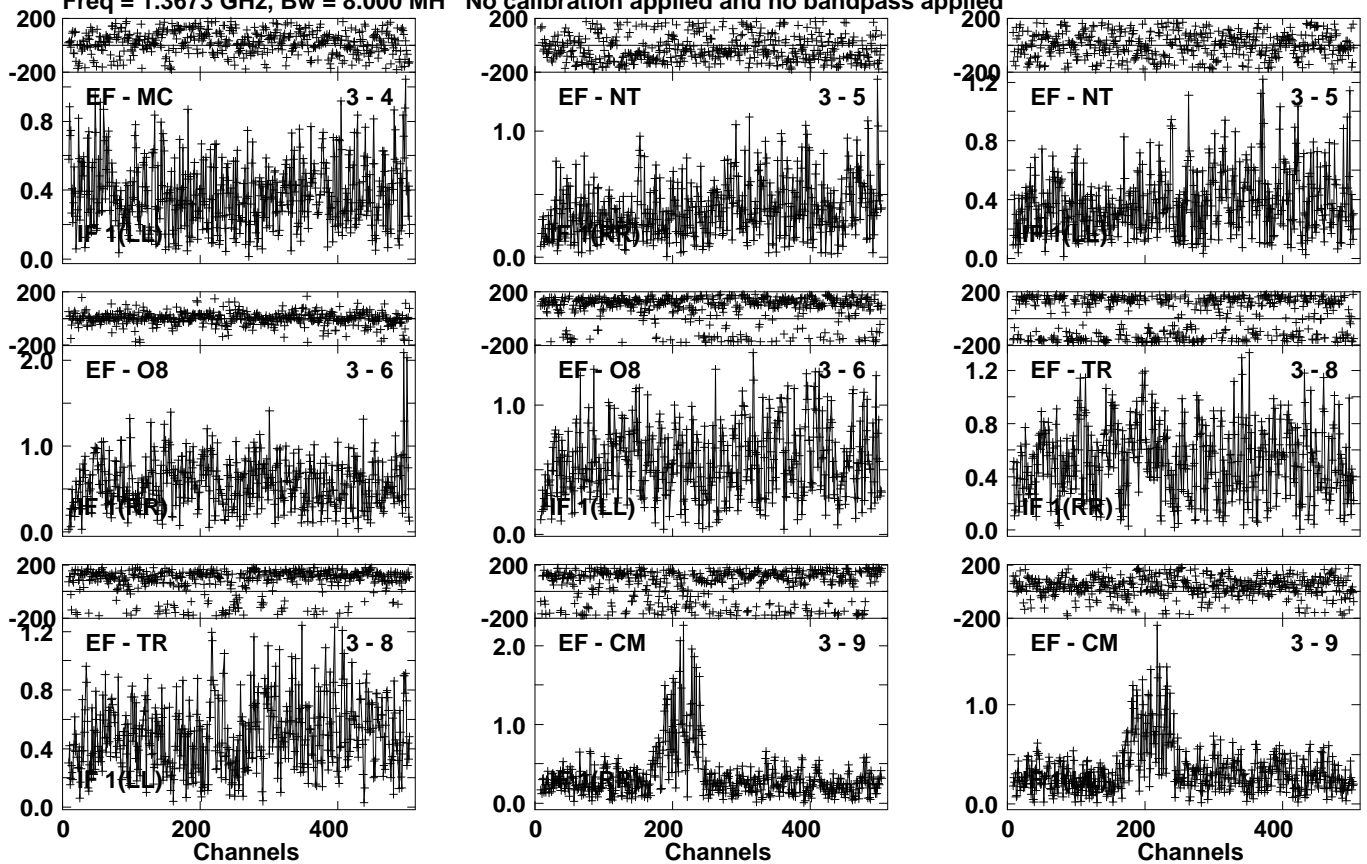 Freq = 1.3673 GHz, Bw = 8.000 MH No calibration applied and no bandpass applied
200 200 200
-200 -200 -200
EF - MC 3 - 4 EF - NT 3 - 5 EF - NT 3 - 5
1.2
0.8 1.0 0.8
0.4 0.4
IF 1(LL) IF 1(RR) IF 1(LL)
0.0 0.0 0.0
200 200 200
-200 -200 -200
EF - O8 3 - 6 EF - O8 3 - 6 EF - TR 3 - 8
2.0 1.2
1.0 1.0 0.8
0.4
IF 1(RR) IF 1(LL) IF 1(RR)
0.0 0.0 0.0
200 200 200
-200 -200 -200
EF - TR 3 - 8 EF - CM 3 - 9 EF - CM 3 - 9
1.2 2.0
0.8 1.0 1.0
0.4
IF 1(LL) IF 1(RR)
0.0 0.0 0.0
0 200 400 0 200 400 0 200 400
Channels Channels Channels